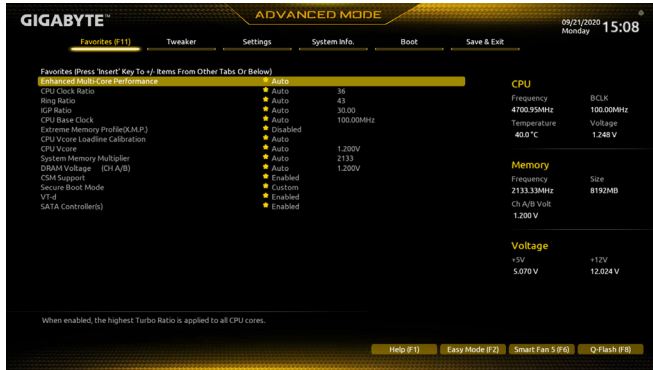 GIGABYTE™
ADVANCED MODE
09/21/2020 Monday 15:08
Favorites (F11) Tweaker Settings System Info. Boot Save & Exit
Favorites (Press 'Insert' Key To +/- Items From Other Tabs Or Below)
Enhanced Multi-Core Performance Auto
CPU Clock Ratio Auto 36
Ring Ratio Auto 43
IGP Ratio Auto 30.00
CPU Base Clock Auto 100.00MHz
Extreme Memory Profile(X.M.P.) Disabled
CPU Vcore Loadline Calibration Auto
CPU Vcore Auto 1.200V
System Memory Multiplier Auto 2133
DRAM Voltage (CH A/B) Auto 1.200V
CSM Support Enabled
Secure Boot Mode Custom
VT-d Enabled
SATA Controller(s) Enabled
CPU
Frequency BCLK
4700.95MHz 100.00MHz
Temperature Voltage
40.0°C 1.248 V
Memory
Frequency Size
2133.33MHz 8192MB
Ch A/B Volt
1.200 V
Voltage
+5V +12V
5.070 V 12.024 V
When enabled, the highest Turbo Ratio is applied to all CPU cores.
Help (F1) Easy Mode (F2) Smart Fan 5 (F6) Q-Flash (F8)